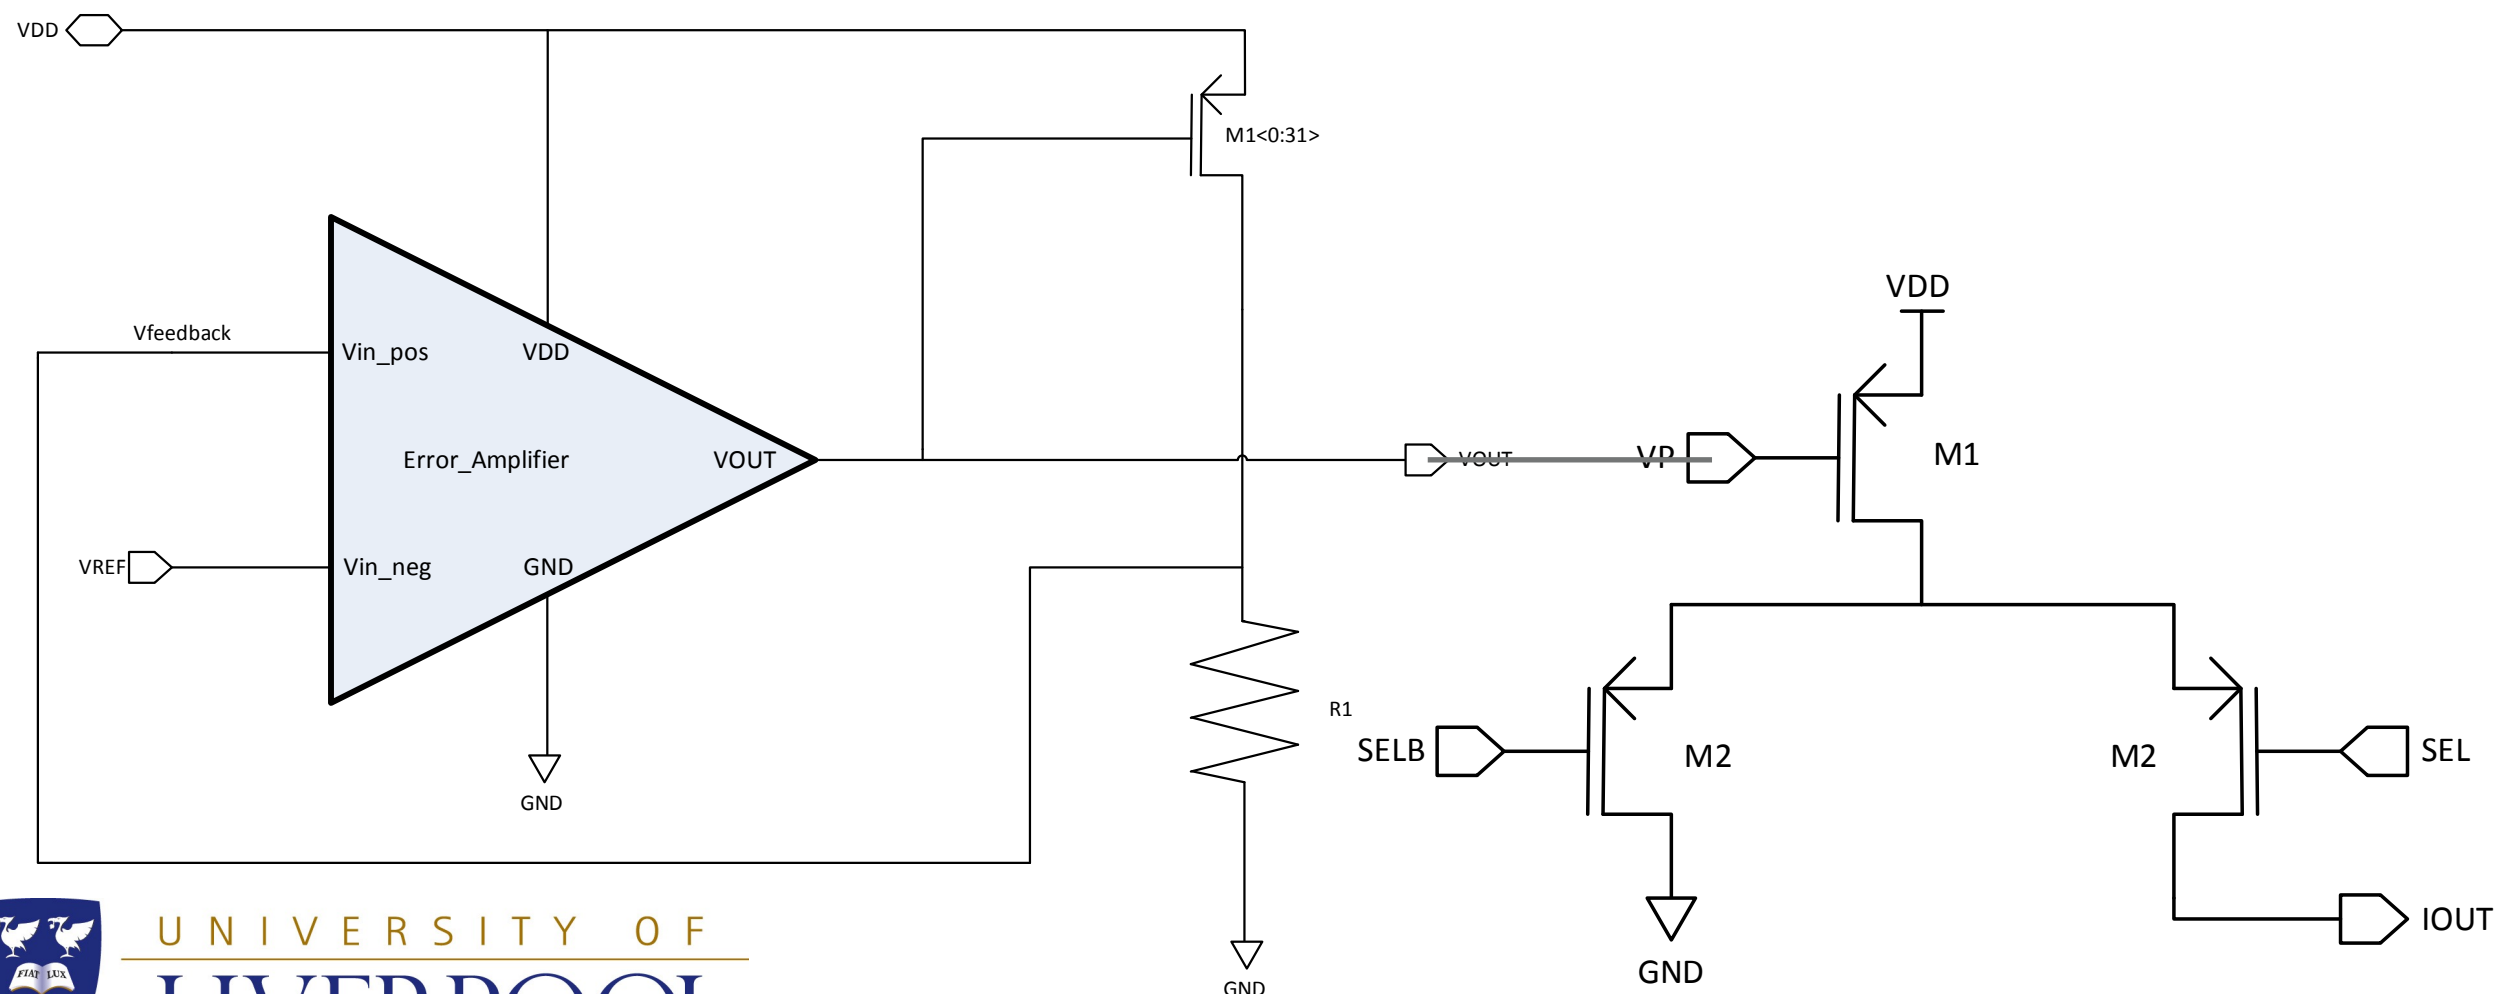 VDD
M1<0:31>
Vfeedback
Vin_pos
VDD
Error_Amplifier
VOUT
VREF
Vin_neg
GND
GND
R1
GND
VOUT
VP
VDD
M1
SELB
M2
M2
SEL
GND
IOUT
FIAT LUX
UNIVERSITY OF
LIVERPOOL